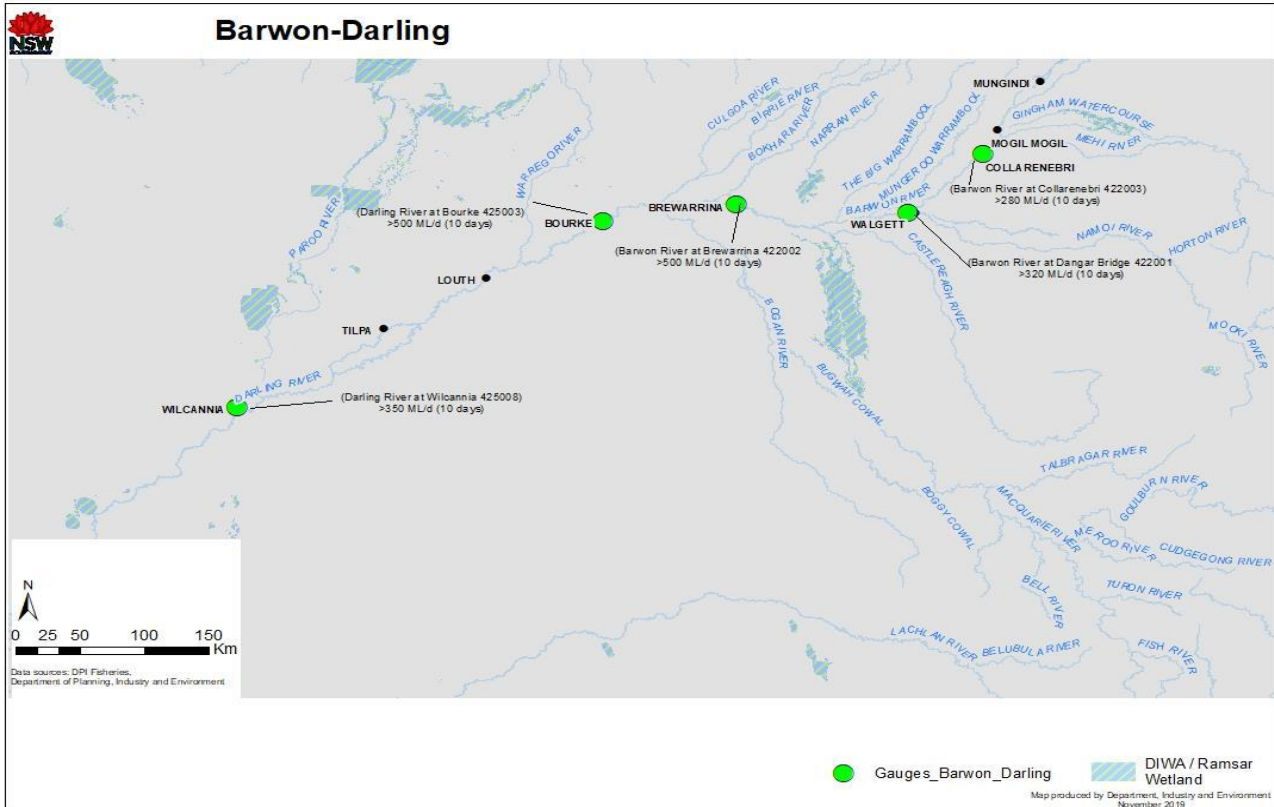 NSW
Barwon-Darling
MUNGINDI
CULGOA RIVER
BIRRIE RIVER
BOKHARA RIVER
NARRAN RIVER
THE BIG WARRAMBOOL
MUNGEROO WARRAMBOOL
GINGHAM WATERCOURSE
MOGIL MOGIL
MEHI RIVER
COLLARENEBRI
WARREGO RIVER
(Barwon River at Collarenebri 422003)
>280 ML/d (10 days)
PAROO RIVER
(Darling River at Bourke 425003)
>500 ML/d (10 days)
BREWARRINA
BARWON RIVER
BOURKE
WALGETT
NAMOI RIVER
HORTON RIVER
(Barwon River at Brewarrina 422002
>500 ML/d (10 days)
(Barwon River at Dangar Bridge 422001
>320 ML/d (10 days)
CASTLEREAGH RIVER
LOUTH
BOGAN RIVER
TILPA
MOOKI RIVER
DARLING RIVER
BUGWAH COWAL
WILCANNIA
(Darling River at Wilcannia 425008)
>350 ML/d (10 days)
TALBRAGAR RIVER
GOULBURN RIVER
BOGGY COWAL
MACQUARIE RIVER
MEROO RIVER
CUDGEGONG RIVER
BELL RIVER
TURON RIVER
LACHLAN RIVER
BELUBULA RIVER
FISH RIVER
N
0 25 50 100 150
Km
Data sources: DPI Fisheries,
Department of Planning, Industry and Environment
Gauges_Barwon_Darling
DIWA / Ramsar
Wetland
Map produced by Department, Industry and Environment
November 2019